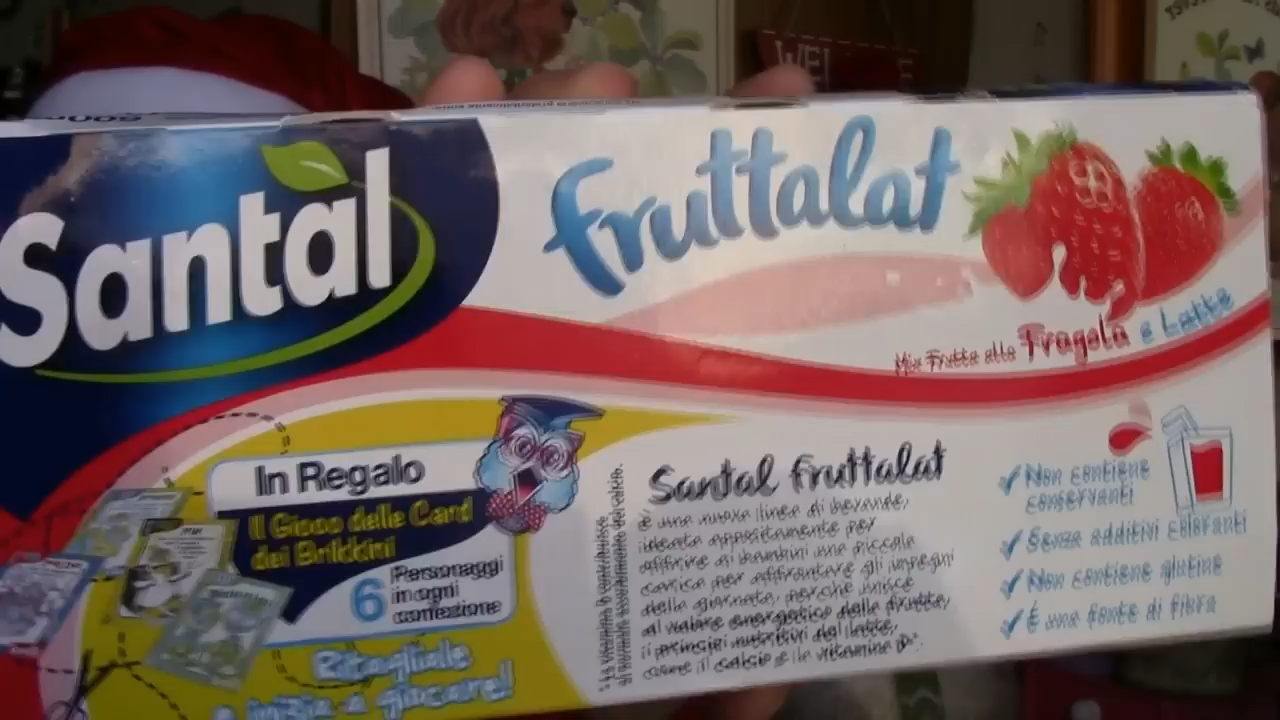 WEL E
Santàl
fruttalat
Mix Frutta alla Fragola e Latte
In Regalo
Il Gioco delle Card
dei Brikkini
6 Personaggi
in ogni
confezione
Ritagliale
e inizia a giocare!
Santàl fruttalat
è una nuova linea di bevande,
ideata appositamente per
offrire ai bambini una piccola
carica per affrontare gli impegni
della giornata, perché unisce
al valore energetico della frutta,
i principi nutritivi del latte,
come il calcio e la vitamina D*.
Non contiene
conservanti
Senza additivi coloranti
Non contiene glutine
È una fonte di fibra